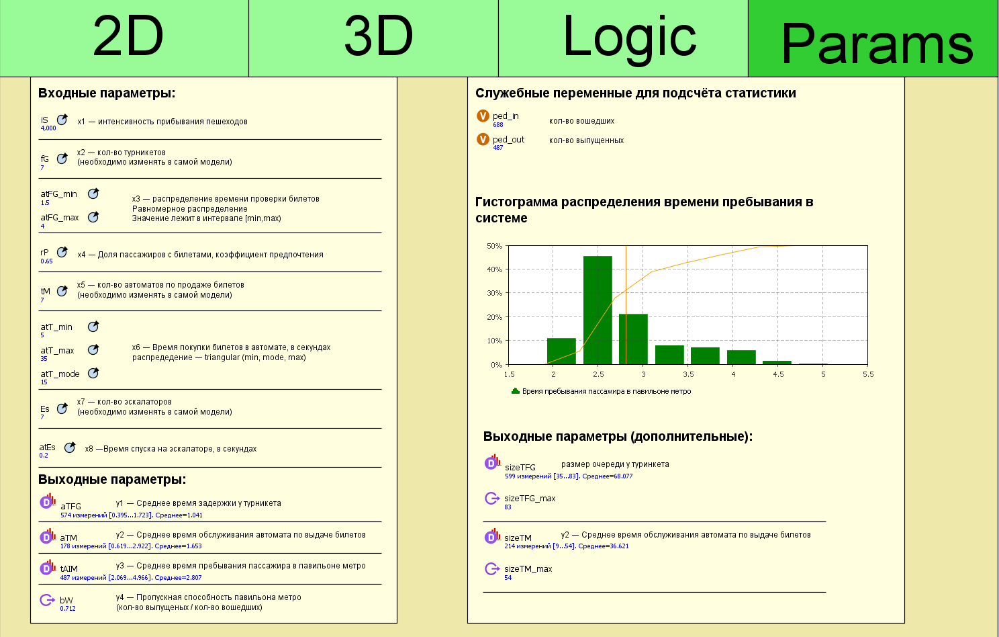 2D
3D
Logic
Params
Входные параметры:
iS
4,000
x1 — интенсивность прибывания пешеходов
fG
7
x2 — кол-во турникетов
(необходимо изменять в самой модели)
atFG_min
1.5
atFG_max
4
x3 — распределение времени проверки билетов
Равномерное распределение
Значение лежит в интервале [min,max)
rP
0.65
x4 — Доля пассажиров с билетами, коэффициент предпочтения
tM
7
x5 — кол-во автоматов по продаже билетов
(необходимо изменять в самой модели)
atT_min
5
atT_max
35
atT_mode
15
x6 — Время покупки билетов в автомате, в секундах
распредедение — triangular (min, mode, max)
Es
7
x7 — кол-во эскалаторов
(необходимо изменять в самой модели)
atEs
0.2
x8 —Время спуска на эскалаторе, в секундах
Выходные параметры:
D
aTFG
y1 — Среднее время задержки у турникета
574 измерений [0.395...1.723]. Среднее=1.041
D
aTM
y2 — Среднее время обслуживания автомата по выдаче билетов
178 измерений [0.619...2.922]. Среднее=1.653
D
tAIM
y3 — Среднее время пребывания пассажира в павильоне метро
487 измерений [2.069...4.966]. Среднее=2.807
bW
0.712
y4 — Пропускная способность павильона метро
(кол-во выпущеных / кол-во вошедших)
Служебные переменные для подсчёта статистики
V
ped_in
688
кол-во вошедших
V
ped_out
487
кол-во выпущенных
Гистограмма распределения времени пребывания в
системе
50%
40%
30%
20%
10%
0%
1.5 2 2.5 3 3.5 4 4.5 5 5.5
Время пребывания пассажира в павильоне метро
Выходные параметры (дополнительные):
D
sizeTFG
размер очереди у туринкета
599 измерений [35...83]. Среднее=68.077
sizeTFG_max
83
D
sizeTM
y2 — Среднее время обслуживания автомата по выдаче билетов
214 измерений [9...54]. Среднее=36.621
sizeTM_max
54